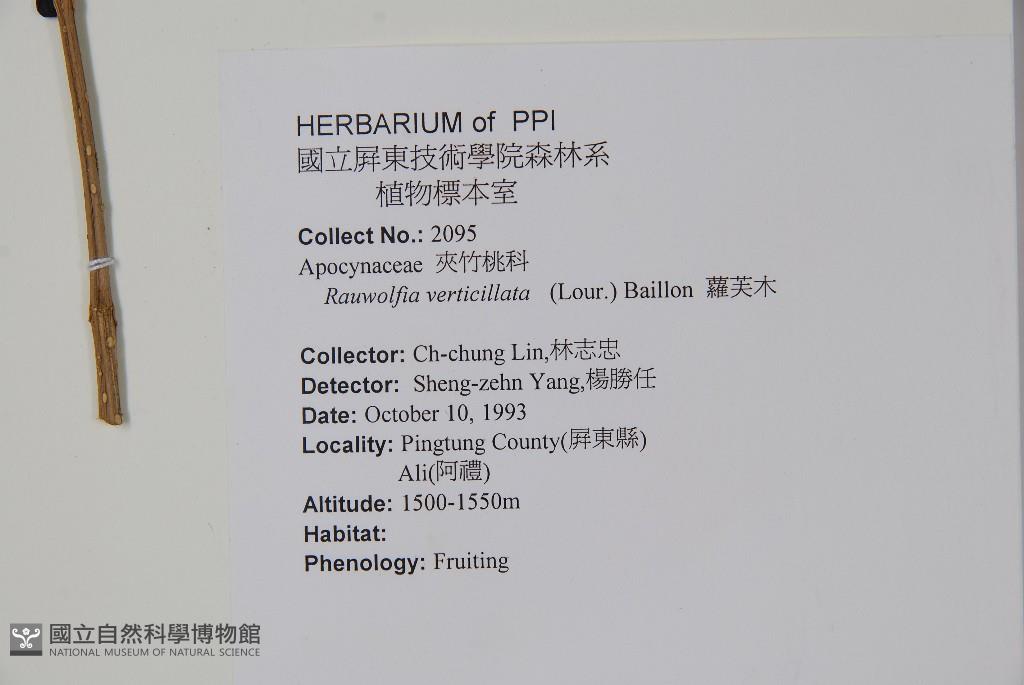 HERBARIUM of PPI
國立屏東技術學院森林系
植物標本室
Collect No.: 2095
Apocynaceae 夾竹桃科
Rauwolfia verticillata (Lour.) Baillon 蘿芙木
Collector: Ch-chung Lin,林志忠
Detector: Sheng-zehn Yang,楊勝任
Date: October 10, 1993
Locality: Pingtung County(屏東縣)
Ali(阿禮)
Altitude: 1500-1550m
Habitat:
Phenology: Fruiting
國立自然科學博物館
NATIONAL MUSEUM OF NATURAL SCIENCE